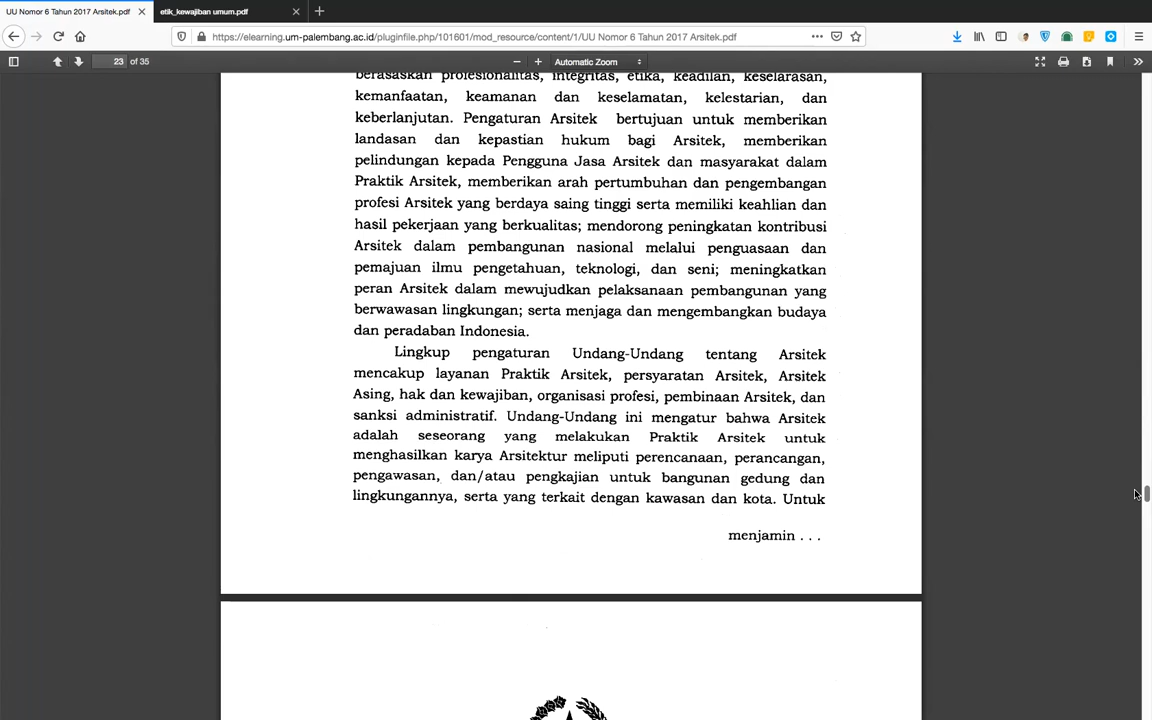 UU Nomor 6 Tahun 2017 Arsitek.pdf
etik_kewajiban umum.pdf
https://elearning.um-palembang.ac.id/pluginfile.php/101601/mod_resource/content/1/UU Nomor 6 Tahun 2017 Arsitek.pdf
23 of 35
Automatic Zoom
berasaskan profesionalitas, integritas, etika, keadilan, keselarasan,
kemanfaatan, keamanan dan keselamatan, kelestarian, dan
keberlanjutan. Pengaturan Arsitek bertujuan untuk memberikan
landasan dan kepastian hukum bagi Arsitek, memberikan
pelindungan kepada Pengguna Jasa Arsitek dan masyarakat dalam
Praktik Arsitek, memberikan arah pertumbuhan dan pengembangan
profesi Arsitek yang berdaya saing tinggi serta memiliki keahlian dan
hasil pekerjaan yang berkualitas; mendorong peningkatan kontribusi
Arsitek dalam pembangunan nasional melalui penguasaan dan
pemajuan ilmu pengetahuan, teknologi, dan seni; meningkatkan
peran Arsitek dalam mewujudkan pelaksanaan pembangunan yang
berwawasan lingkungan; serta menjaga dan mengembangkan budaya
dan peradaban Indonesia.
Lingkup pengaturan Undang-Undang tentang Arsitek
mencakup layanan Praktik Arsitek, persyaratan Arsitek, Arsitek
Asing, hak dan kewajiban, organisasi profesi, pembinaan Arsitek, dan
sanksi administratif. Undang-Undang ini mengatur bahwa Arsitek
adalah seseorang yang melakukan Praktik Arsitek untuk
menghasilkan karya Arsitektur meliputi perencanaan, perancangan,
pengawasan, dan/atau pengkajian untuk bangunan gedung dan
lingkungannya, serta yang terkait dengan kawasan dan kota. Untuk
menjamin . . .